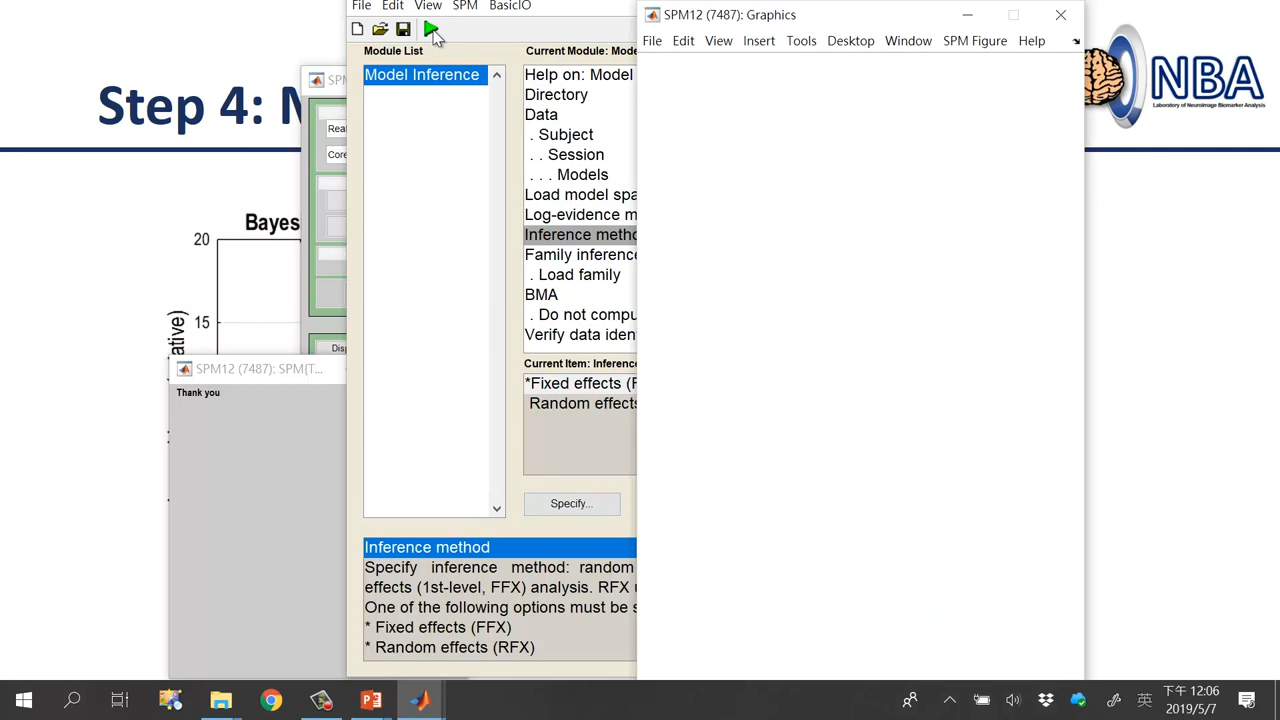 File Edit View SPM BasicIO
Module List
Current Module: Mode
Model Inference
Help on: Model
Directory
Data
. Subject
. . Session
. . . Models
Load model spa
Log-evidence m
Inference metho
Family inference
. Load family
BMA
. Do not compu
Verify data iden
Current Item: Inferenc
*Fixed effects (F
Random effects
Specify...
Inference method
Specify inference method: random
effects (1st-level, FFX) analysis. RFX
One of the following options must be s
* Fixed effects (FFX)
* Random effects (RFX)
SPM12 (7487): Graphics
File Edit View Insert Tools Desktop Window SPM Figure Help
NBA
Laboratory of Neuroimage Biomarker Analysis
Step 4: M
SPM
Rea
Core
Disp
Bayes
20
15
ative)
SPM12 (7487): SPM{T...
Thank you
英
下午 12:06
2019/5/7